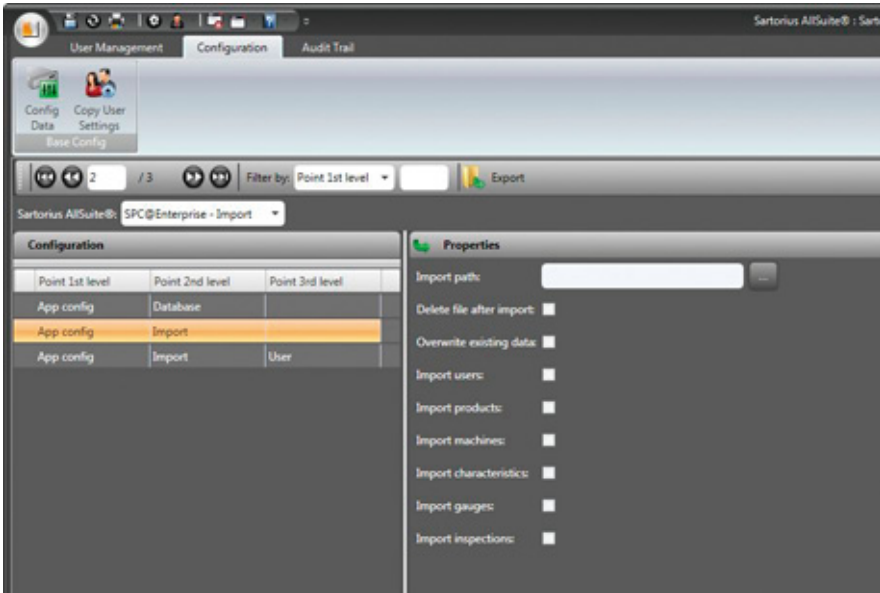 Sartorius AllSuite® : Sart
User Management Configuration Audit Trail
Config Data Copy User Settings
Base Config
2 / 3 Filter by: Point 1st level Export
Sartorius AllSuite®: SPC@Enterprise - Import
Configuration Properties
Point 1st level Point 2nd level Point 3rd level
App config Database
App config Import
App config Import User
Import path: ...
Delete file after import:
Overwrite existing data:
Import users:
Import products:
Import machines:
Import characteristics:
Import gauges:
Import inspections: